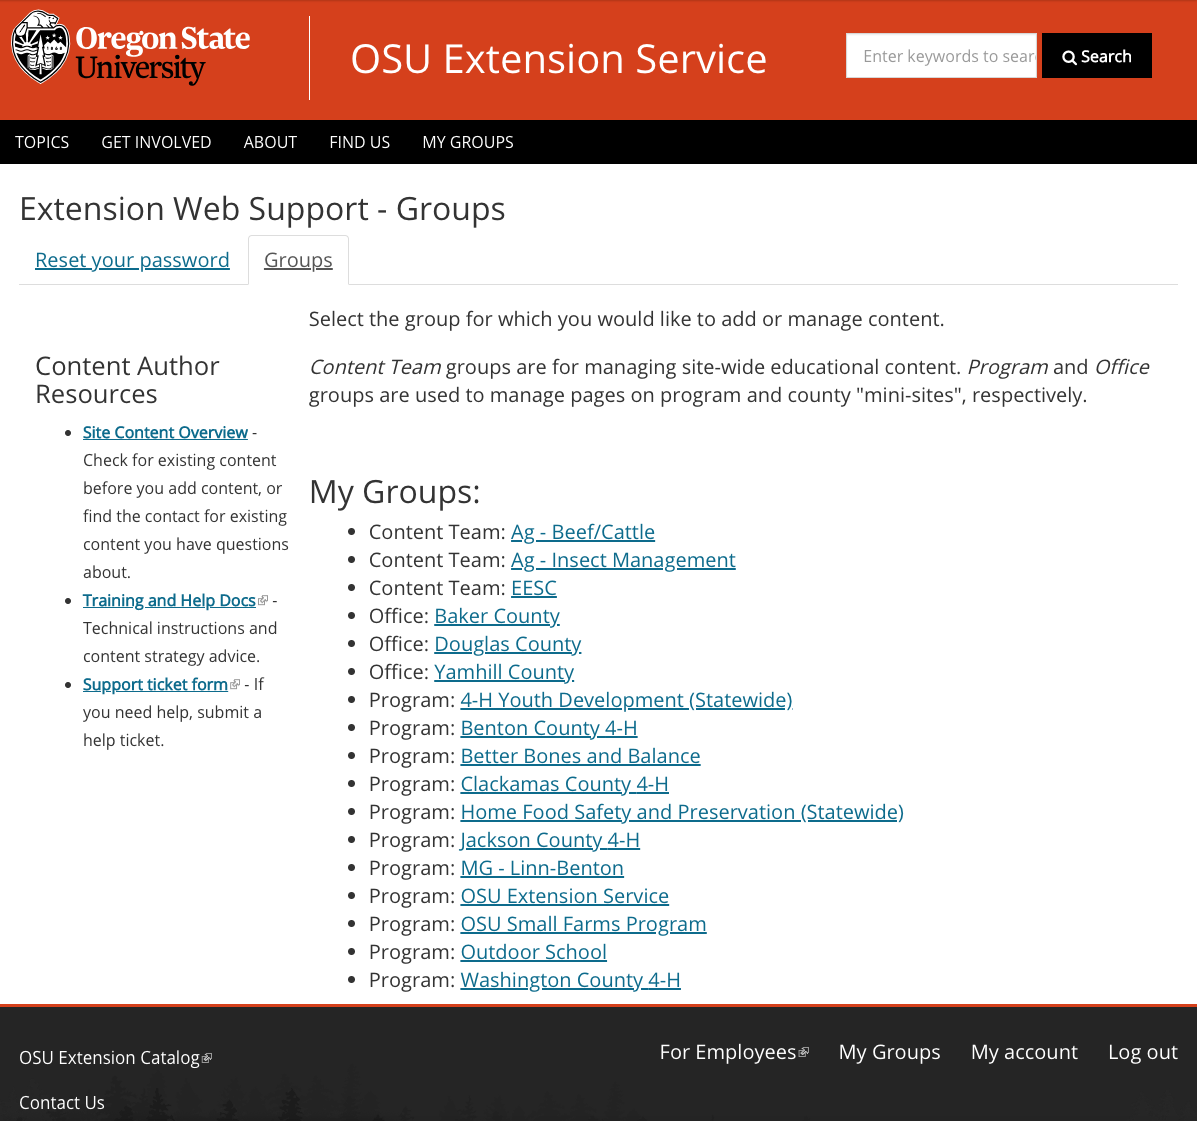 Oregon State
University
OSU Extension Service
Enter keywords to sear
Search
TOPICS GET INVOLVED ABOUT FIND US MY GROUPS
Extension Web Support - Groups
Reset your password Groups
Content Author
Resources
Site Content Overview -
Check for existing content
before you add content, or
find the contact for existing
content you have questions
about.
Training and Help Docs -
Technical instructions and
content strategy advice.
Support ticket form - If
you need help, submit a
help ticket.
Select the group for which you would like to add or manage content.
Content Team groups are for managing site-wide educational content. Program and Office
groups are used to manage pages on program and county "mini-sites", respectively.
My Groups:
Content Team: Ag - Beef/Cattle
Content Team: Ag - Insect Management
Content Team: EESC
Office: Baker County
Office: Douglas County
Office: Yamhill County
Program: 4-H Youth Development (Statewide)
Program: Benton County 4-H
Program: Better Bones and Balance
Program: Clackamas County 4-H
Program: Home Food Safety and Preservation (Statewide)
Program: Jackson County 4-H
Program: MG - Linn-Benton
Program: OSU Extension Service
Program: OSU Small Farms Program
Program: Outdoor School
Program: Washington County 4-H
OSU Extension Catalog
Contact Us
For Employees My Groups My account Log out